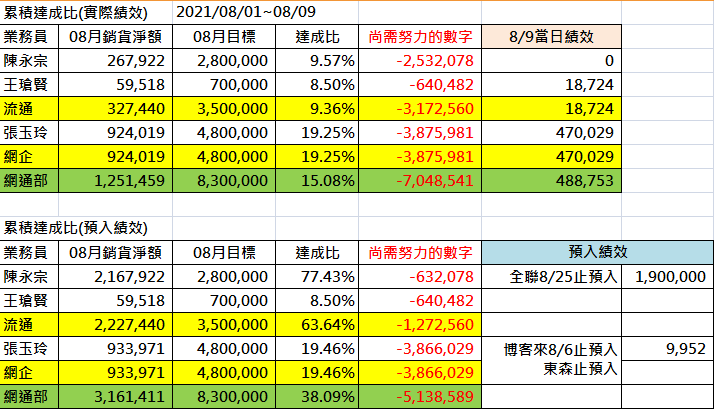 累積達成比(實際績效) 2021/08/01~08/09
業務員 08月銷貨淨額 08月目標 達成比 尚需努力的數字 8/9當日績效
陳永宗 267,922 2,800,000 9.57% -2,532,078 0
王瑲賢 59,518 700,000 8.50% -640,482 18,724
流通 327,440 3,500,000 9.36% -3,172,560 18,724
張玉玲 924,019 4,800,000 19.25% -3,875,981 470,029
網企 924,019 4,800,000 19.25% -3,875,981 470,029
網通部 1,251,459 8,300,000 15.08% -7,048,541 488,753
累積達成比(預入績效)
業務員 08月銷貨淨額 08月目標 達成比 尚需努力的數字 預入績效
陳永宗 2,167,922 2,800,000 77.43% -632,078 全聯8/25止預入 1,900,000
王瑲賢 59,518 700,000 8.50% -640,482
流通 2,227,440 3,500,000 63.64% -1,272,560
張玉玲 933,971 4,800,000 19.46% -3,866,029 博客來8/6止預入 9,952
網企 933,971 4,800,000 19.46% -3,866,029 東森止預入
網通部 3,161,411 8,300,000 38.09% -5,138,589